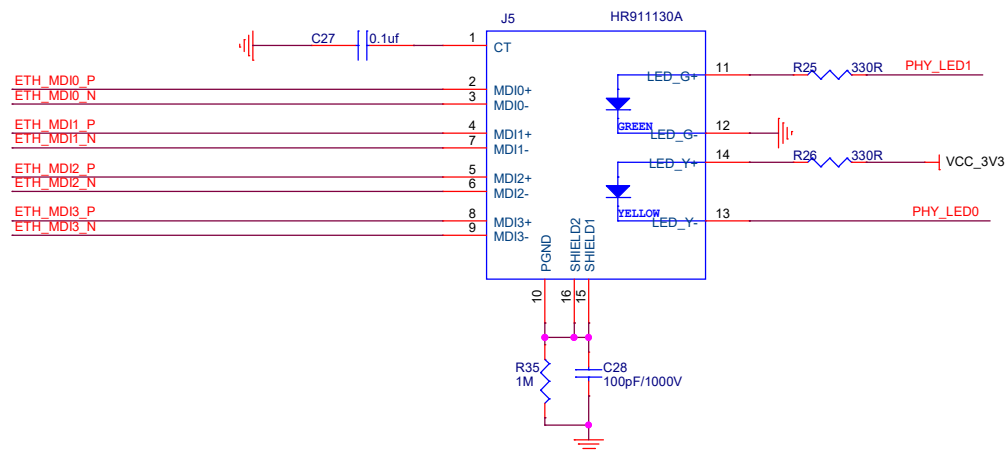 J5
HR911130A
C27
0.1uf
1
CT
ETH_MDI0_P
2
MDI0+
ETH_MDI0_N
3
MDI0-
ETH_MDI1_P
4
MDI1+
ETH_MDI1_N
7
MDI1-
ETH_MDI2_P
5
MDI2+
ETH_MDI2_N
6
MDI2-
ETH_MDI3_P
8
MDI3+
ETH_MDI3_N
9
MDI3-
LED_G+
11
R25
330R
PHY_LED1
GREEN
LED_G-
12
LED_Y+
14
R26
330R
VCC_3V3
YELLOW
LED_Y-
13
PHY_LED0
PGND
SHIELD2
SHIELD1
10
16
15
R35
1M
C28
100pF/1000V